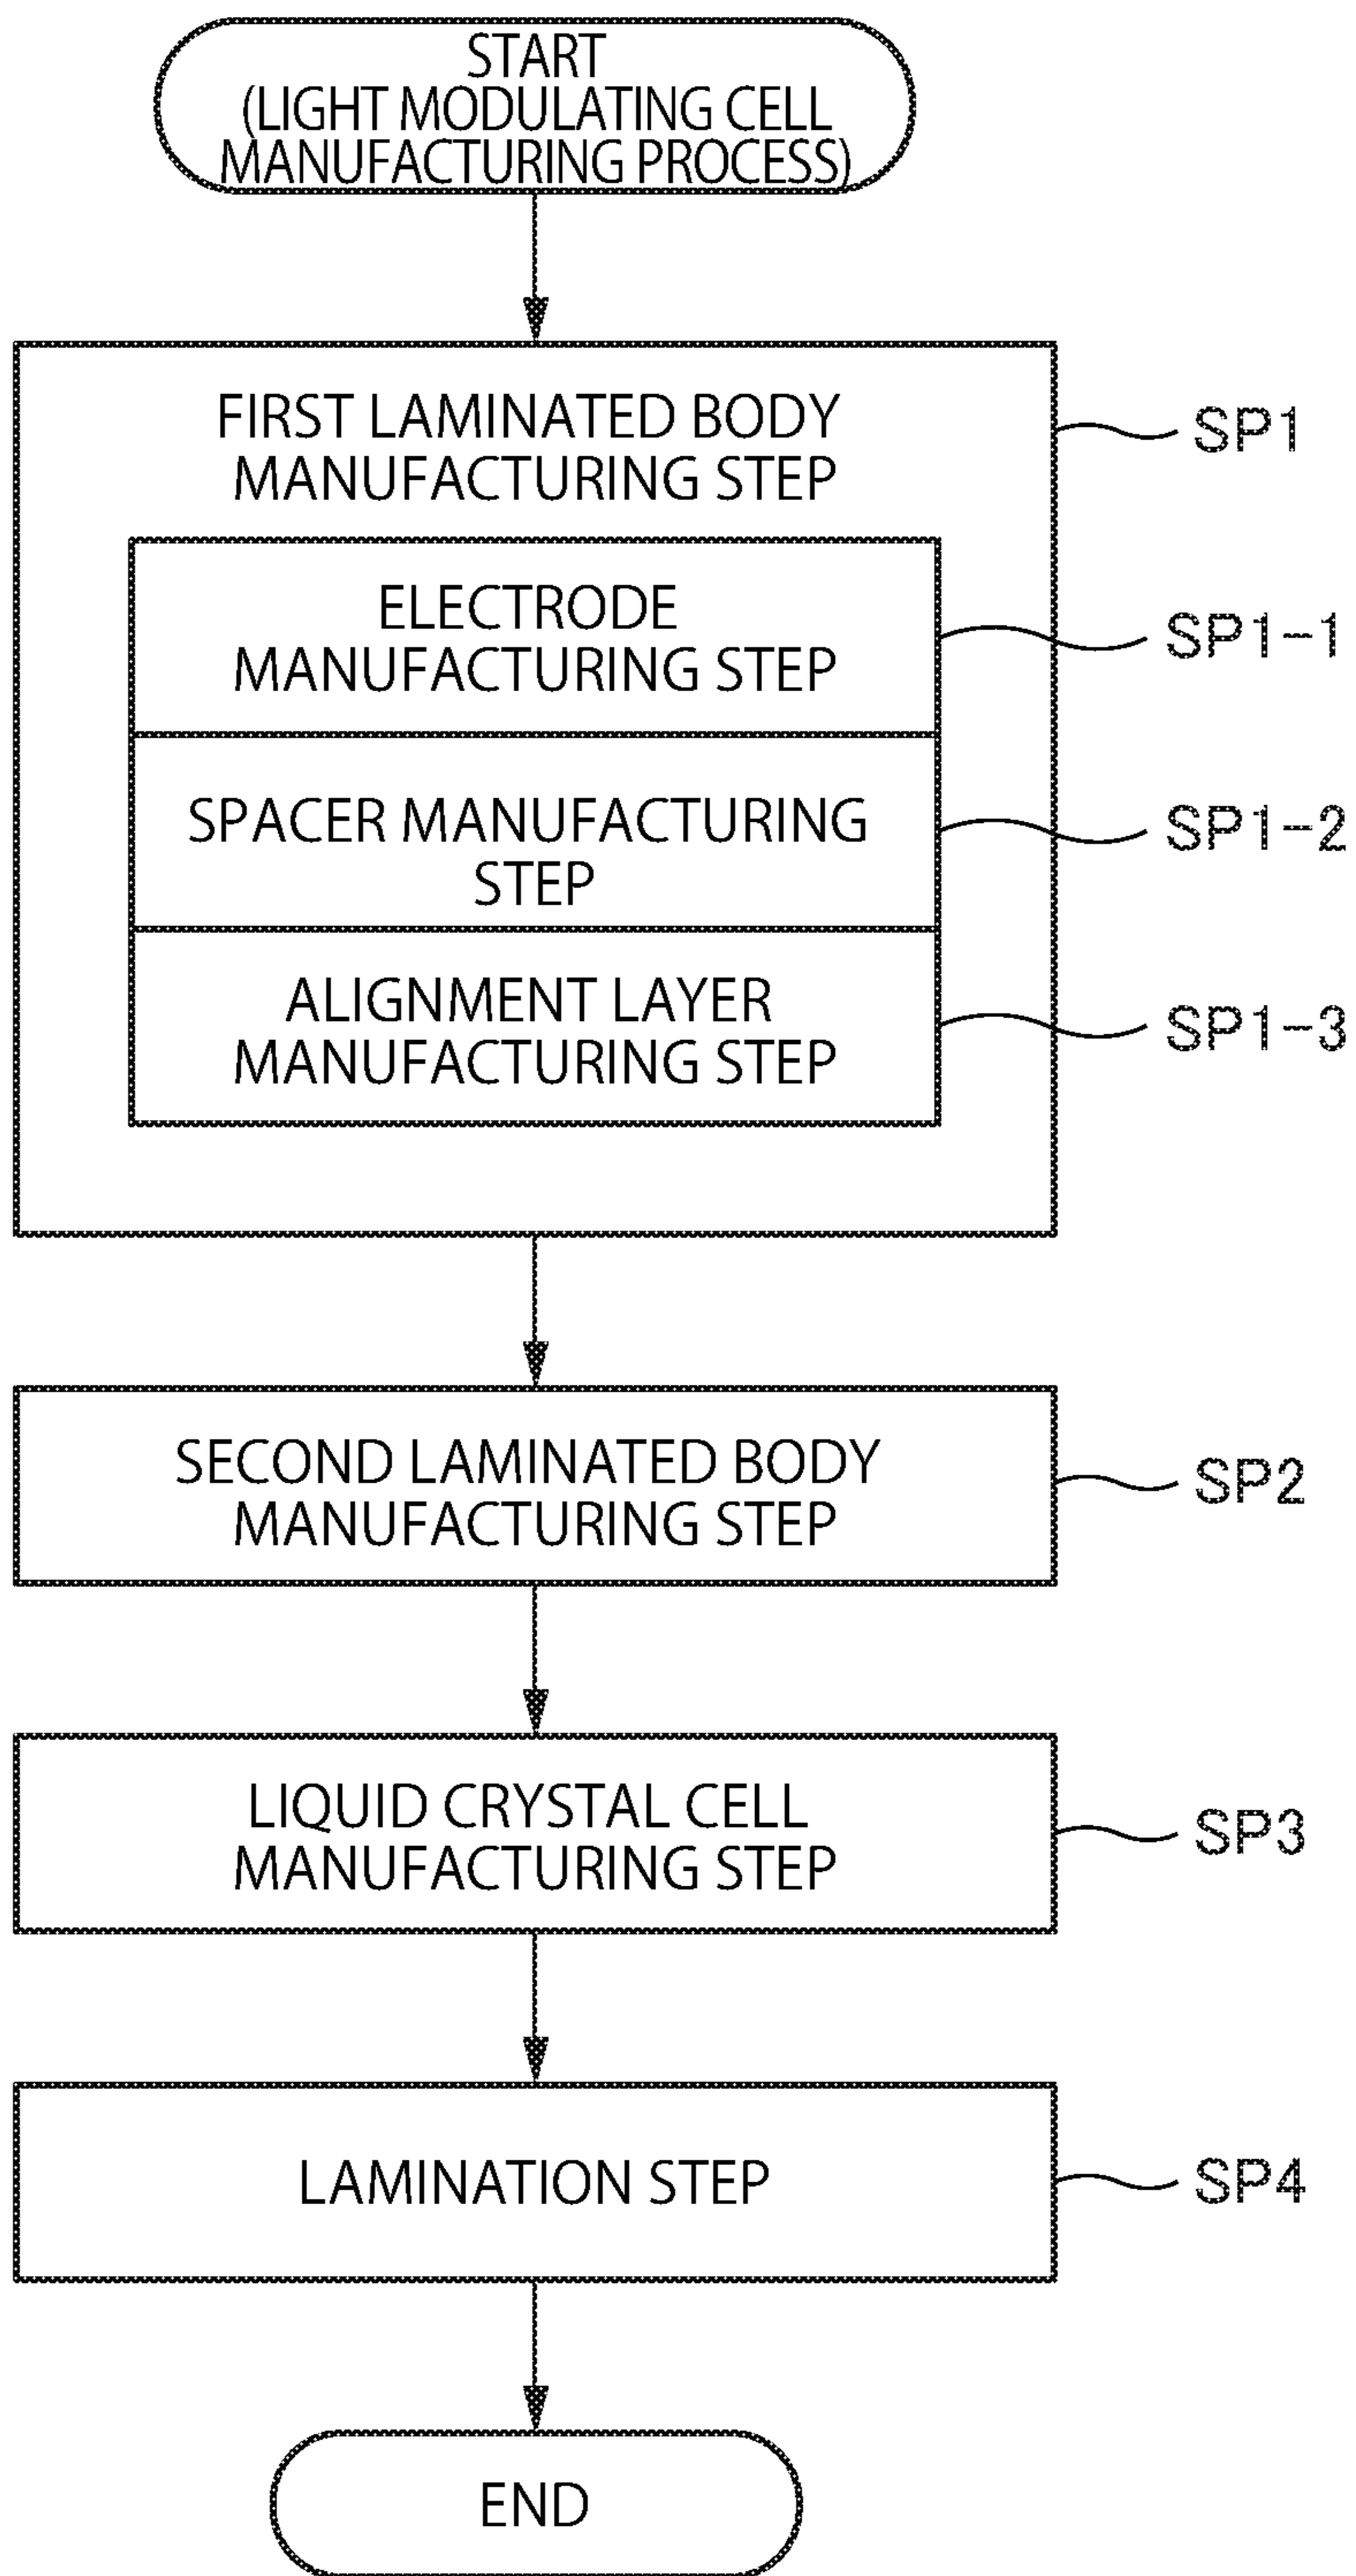 START
(LIGHT MODULATING CELL
MANUFACTURING PROCESS)
FIRST LAMINATED BODY
MANUFACTURING STEP
SP1
ELECTRODE
MANUFACTURING STEP
SP1-1
SPACER MANUFACTURING
STEP
SP1-2
ALIGNMENT LAYER
MANUFACTURING STEP
SP1-3
SECOND LAMINATED BODY
MANUFACTURING STEP
SP2
LIQUID CRYSTAL CELL
MANUFACTURING STEP
SP3
LAMINATION STEP
SP4
END